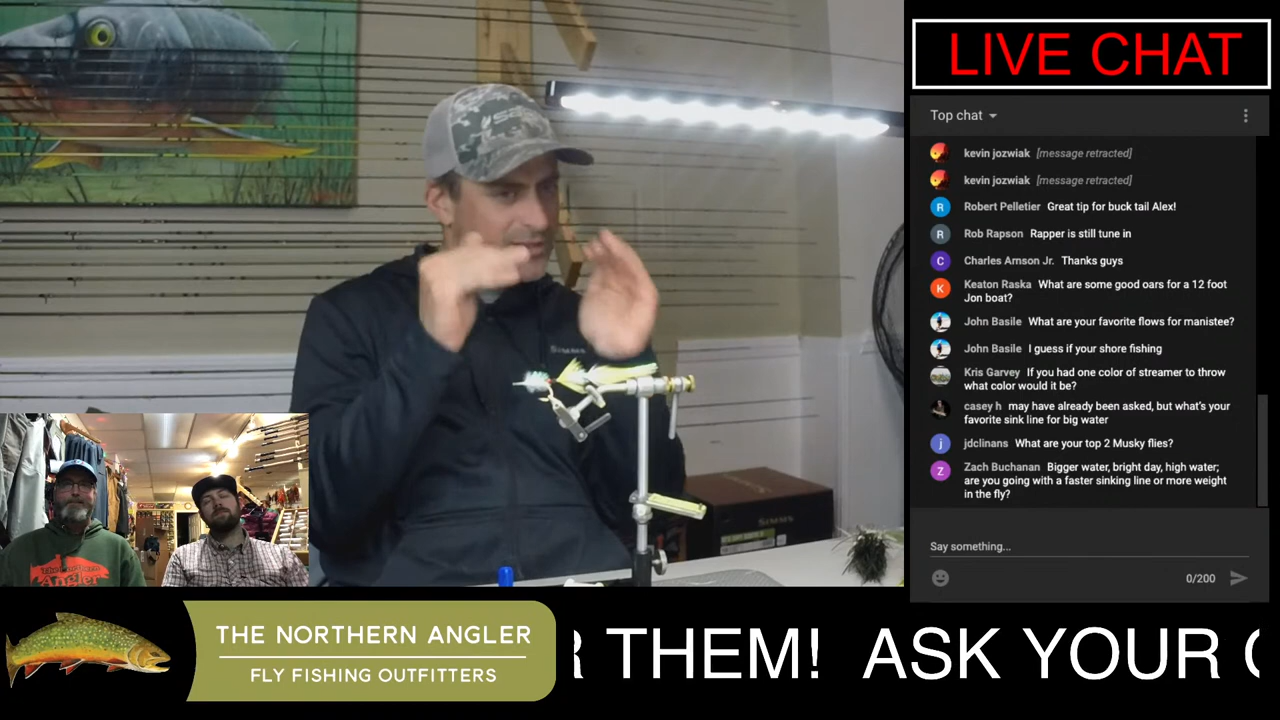 LIVE CHAT
Top chat
kevin jozwiak [message retracted]
kevin jozwiak [message retracted]
Robert Pelletier Great tip for buck tail Alex!
Rob Rapson Rapper is still tune in
Charles Arnson Jr. Thanks guys
Keaton Raska What are some good oars for a 12 foot
Jon boat?
John Basile What are your favorite flows for manistee?
John Basile I guess if your shore fishing
Kris Garvey If you had one color of streamer to throw
what color would it be?
casey h may have already been asked, but what's your
favorite sink line for big water
jdclinans What are your top 2 Musky flies?
Zach Buchanan Bigger water, bright day, high water;
are you going with a faster sinking line or more weight
in the fly?
Say something...
0/200
SIMMS
SIMMS
Angler
THE NORTHERN ANGLER
FLY FISHING OUTFITTERS
THEM! ASK YOUR